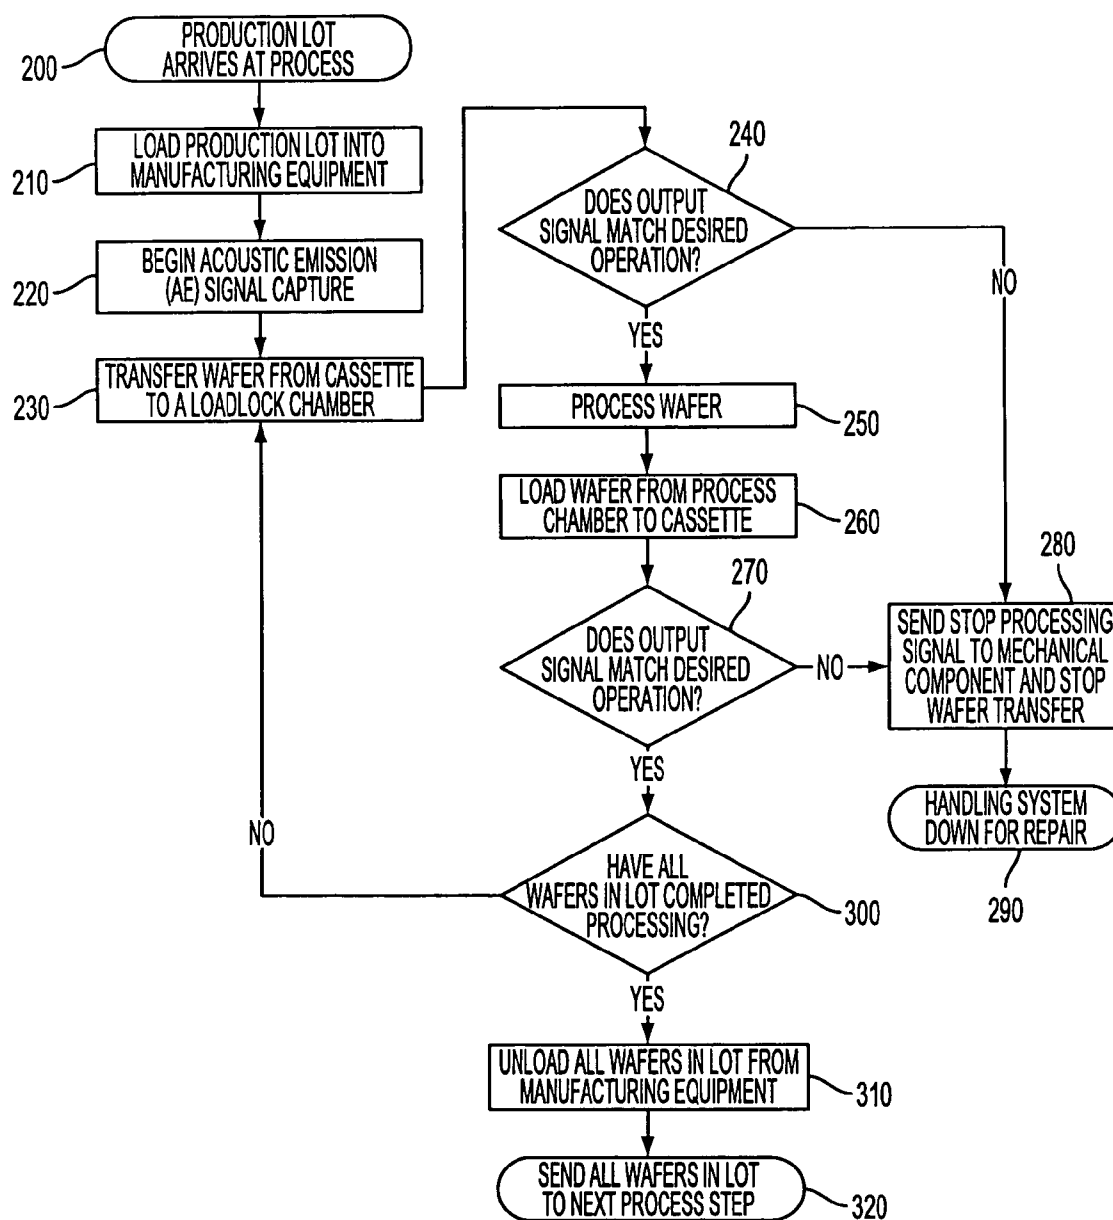 PRODUCTION LOT
ARRIVES AT PROCESS
200
LOAD PRODUCTION LOT INTO
MANUFACTURING EQUIPMENT
210
BEGIN ACOUSTIC EMISSION
(AE) SIGNAL CAPTURE
220
TRANSFER WAFER FROM CASSETTE
TO A LOADLOCK CHAMBER
230
240
DOES OUTPUT
SIGNAL MATCH DESIRED
OPERATION?
NO
YES
PROCESS WAFER
250
LOAD WAFER FROM PROCESS
CHAMBER TO CASSETTE
260
270
DOES OUTPUT
SIGNAL MATCH DESIRED
OPERATION?
NO
YES
280
SEND STOP PROCESSING
SIGNAL TO MECHANICAL
COMPONENT AND STOP
WAFER TRANSFER
HANDLING SYSTEM
DOWN FOR REPAIR
290
HAVE ALL
WAFERS IN LOT COMPLETED
PROCESSING?
300
NO
YES
UNLOAD ALL WAFERS IN LOT FROM
MANUFACTURING EQUIPMENT
310
SEND ALL WAFERS IN LOT
TO NEXT PROCESS STEP
320